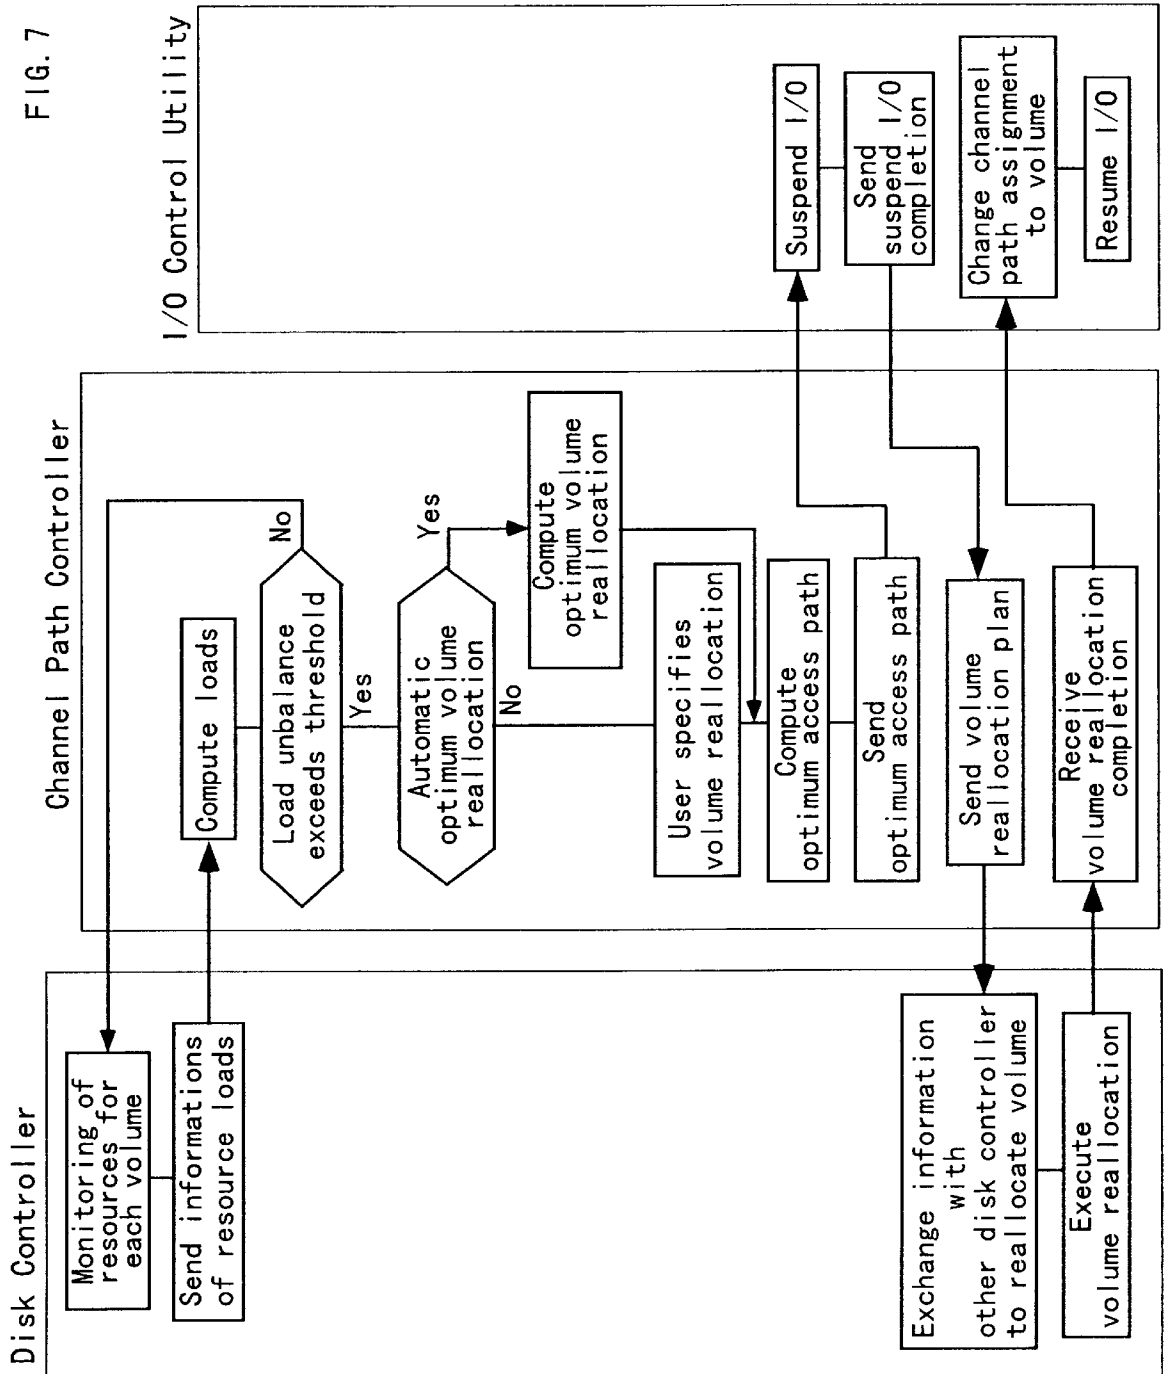 FIG. 7
Disk Controller
Monitoring of
resources for
each volume
Send informations
of resource loads
Exchange information
with
other disk controller
to reallocate volume
Execute
volume reallocation
Channel Path Controller
Compute loads
Load unbalance
exceeds threshold
No
Yes
Automatic
optimum volume
reallocation
Yes
No
Compute
optimum volume
reallocation
User specifies
volume reallocation
Compute
optimum access path
Send
optimum access path
Send volume
reallocation plan
Receive
volume reallocation
completion
I/O Control Utility
Suspend I/O
Send
suspend I/O
completion
Change channel
path assignment
to volume
Resume I/O